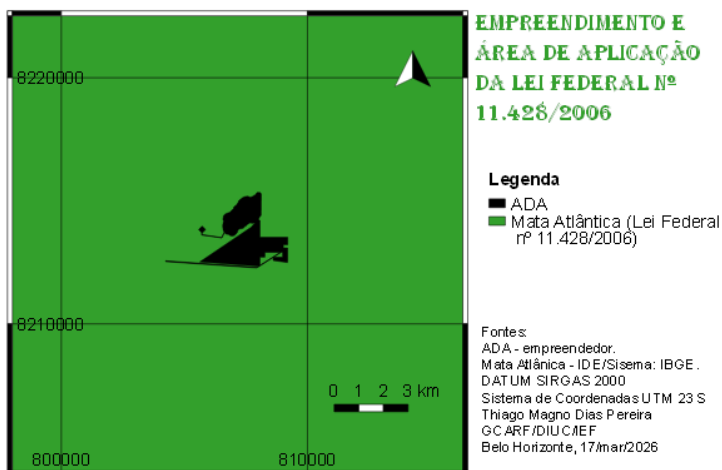 EMPREENDIMENTO E
ÁREA DE APLICAÇÃO
DA LEI FEDERAL Nº
11.428/2006
8220000
8210000
800000
810000
0 1 2 3 km
Legenda
ADA
Mata Atlântica (Lei Federal
nº 11.428/2006)
Fontes:
ADA - empreendedor.
Mata Atlânica - IDE/Sisema: IBGE.
DATUM SIRGAS 2000
Sistema de Coordenadas UTM 23 S
Thiago Magno Dias Pereira
GCARF/DIUC/IEF
Belo Horizonte, 17/mar/2026